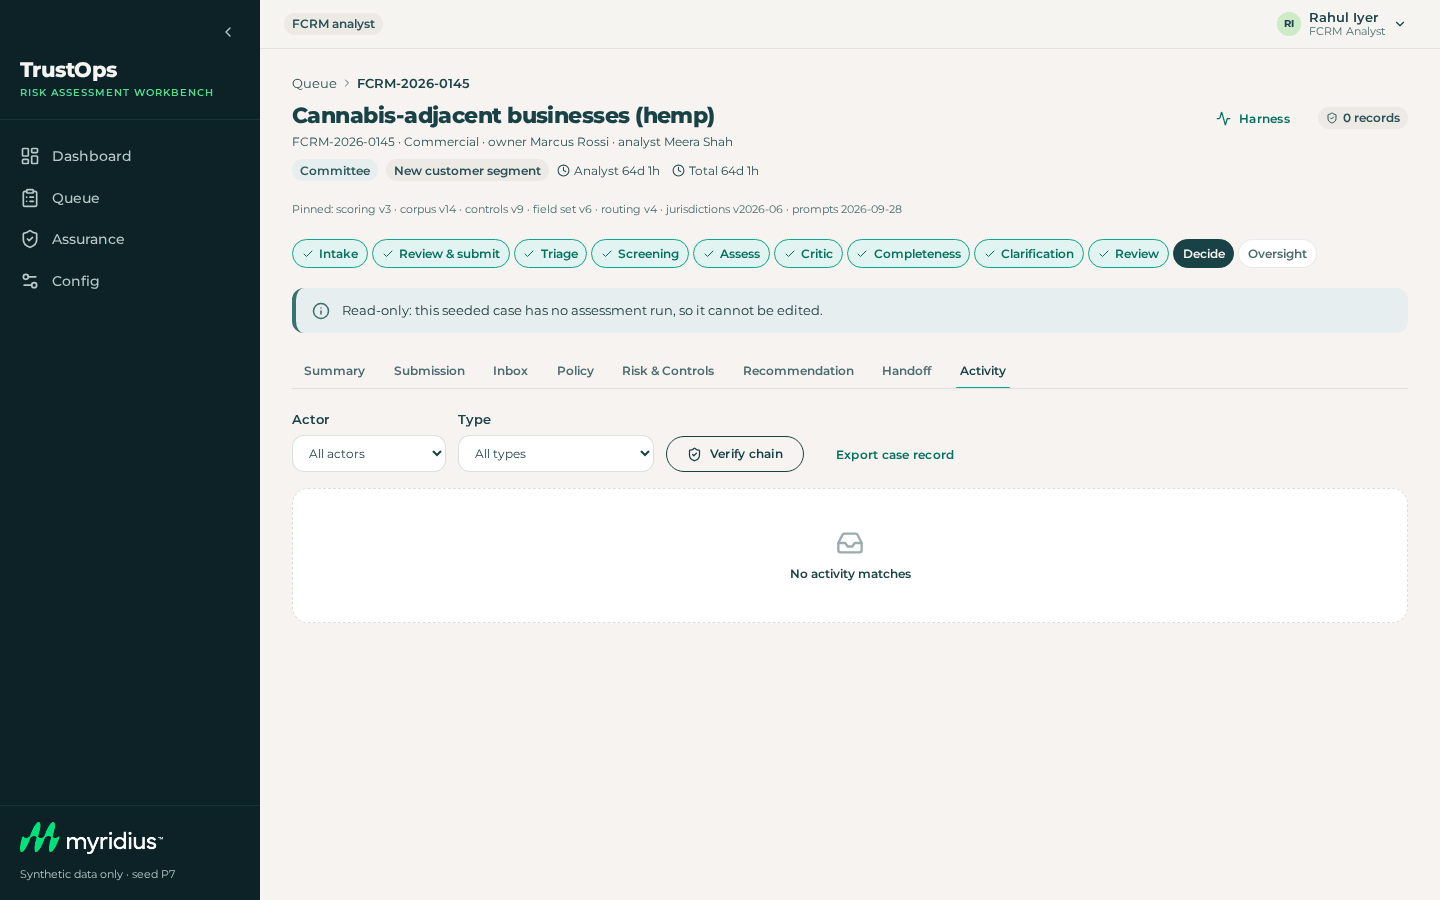 FCRM analyst
RI
Rahul Iyer
FCRM Analyst
TrustOps
RISK ASSESSMENT WORKBENCH
Dashboard
Queue
Assurance
Config
myridius™
Synthetic data only · seed P7
Queue > FCRM-2026-0145
Cannabis-adjacent businesses (hemp)
Harness
0 records
FCRM-2026-0145 · Commercial · owner Marcus Rossi · analyst Meera Shah
Committee
New customer segment
Analyst 64d 1h
Total 64d 1h
Pinned: scoring v3 · corpus v14 · controls v9 · field set v6 · routing v4 · jurisdictions v2026-06 · prompts 2026-09-28
Intake
Review & submit
Triage
Screening
Assess
Critic
Completeness
Clarification
Review
Decide
Oversight
Read-only: this seeded case has no assessment run, so it cannot be edited.
Summary
Submission
Inbox
Policy
Risk & Controls
Recommendation
Handoff
Activity
Actor
Type
All actors
All types
Verify chain
Export case record
No activity matches